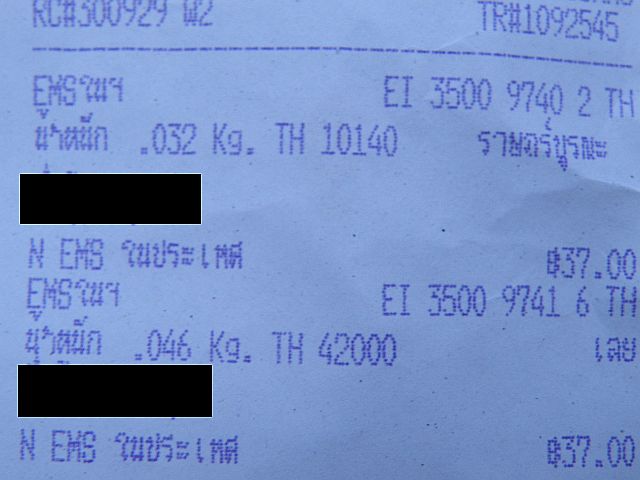 RC#300929 W2 TR#1092545
EMSในฯ EI 3500 9740 2 TH
น้ำหนัก .032 Kg. TH 10140 ราษฎร์บูรณะ
N EMS ในประเทศ ฿37.00
EMSในฯ EI 3500 9741 6 TH
น้ำหนัก .046 Kg. TH 42000 เลย
N EMS ในประเทศ ฿37.00